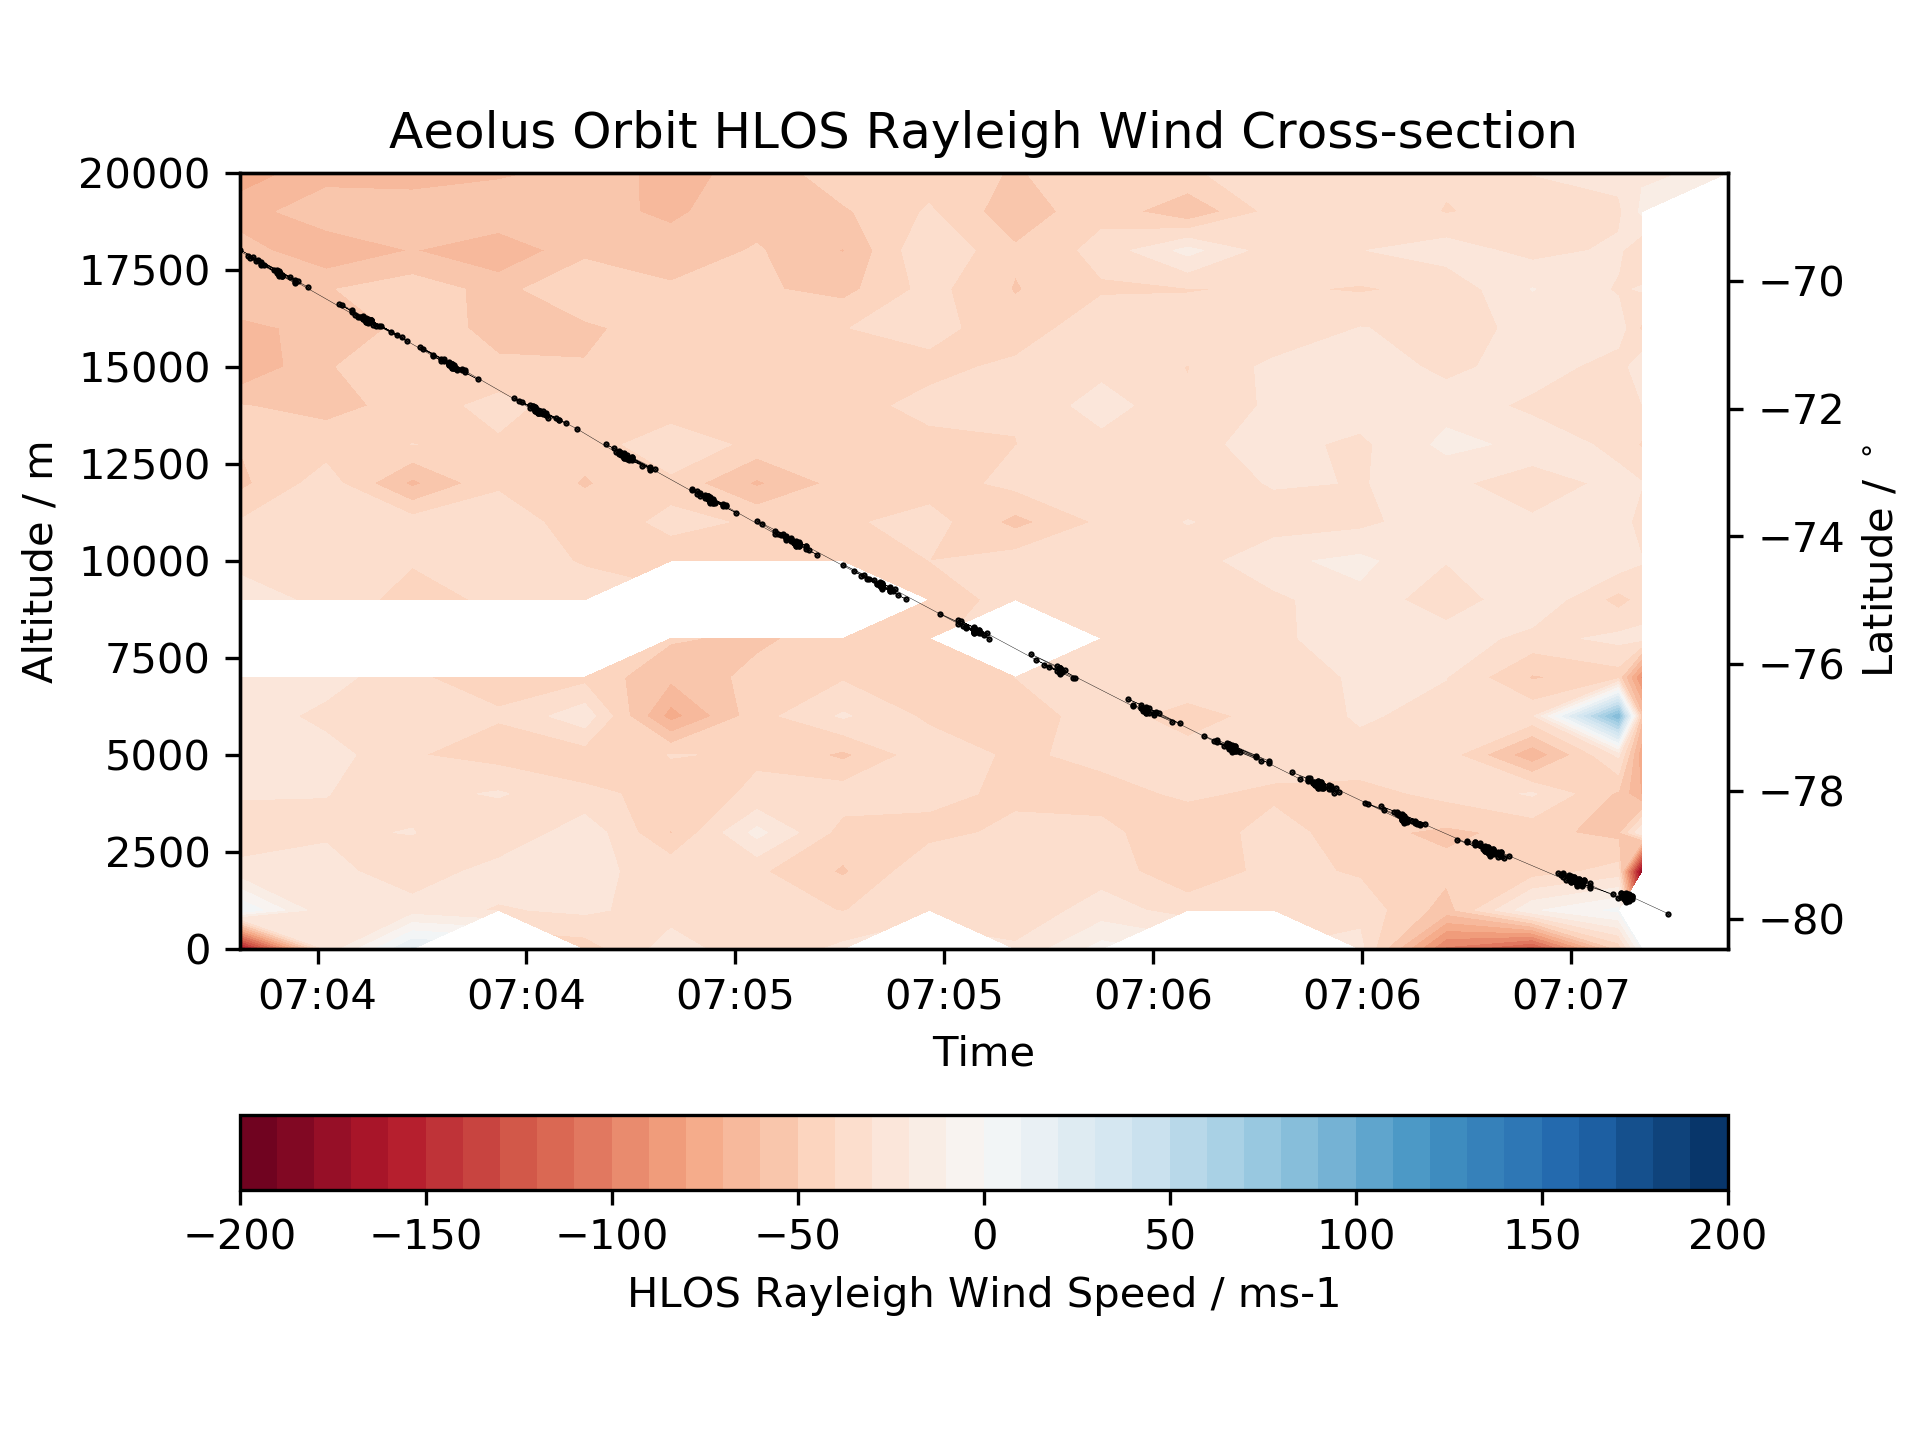 Aeolus Orbit HLOS Rayleigh Wind Cross-section
20000
17500
15000
12500
10000
7500
5000
2500
0
Altitude / m
−70
−72
−74
−76
−78
−80
Latitude / °
07:04 07:04 07:05 07:05 07:06 07:06 07:07
Time
−200 −150 −100 −50 0 50 100 150 200
HLOS Rayleigh Wind Speed / ms-1